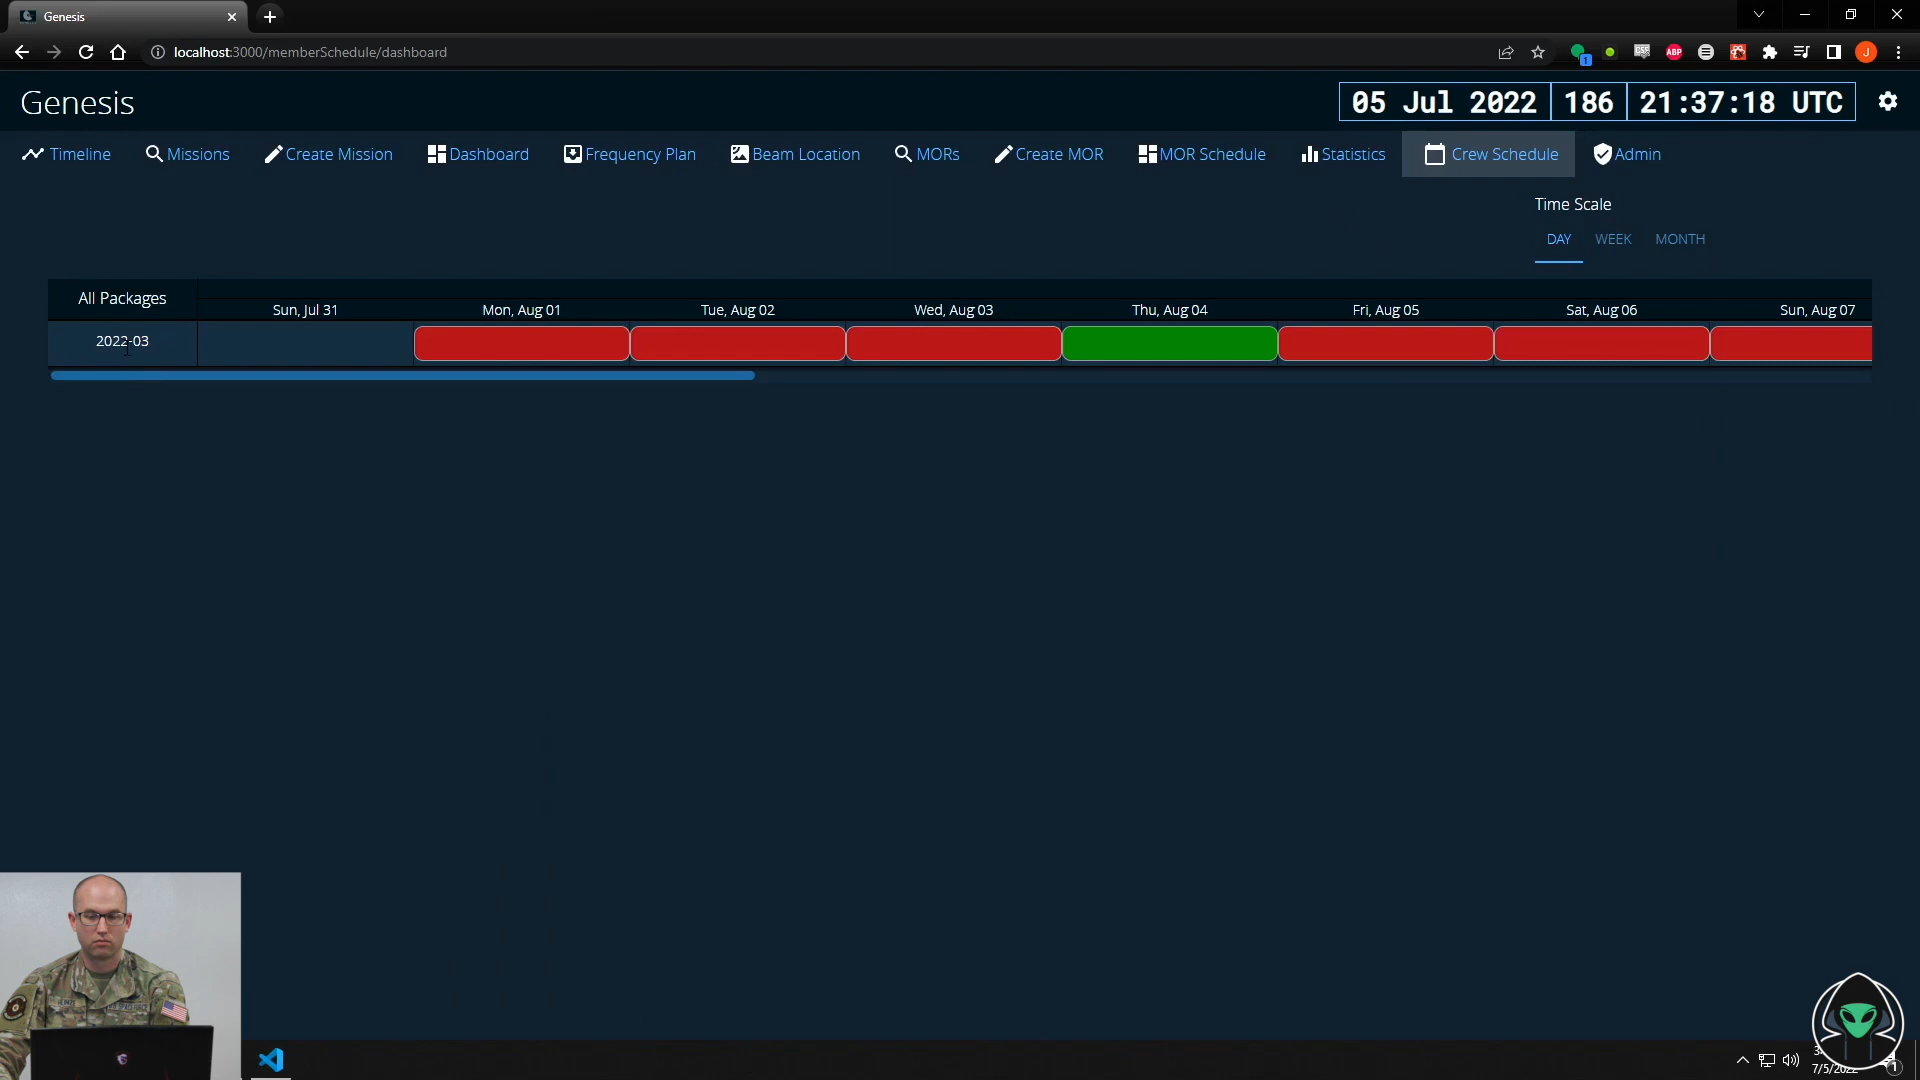 Genesis
localhost:3000/memberSchedule/dashboard
ABP
J
1
Genesis
05 Jul 2022 186 21:37:18 UTC
Timeline Missions Create Mission Dashboard Frequency Plan Beam Location MORs Create MOR MOR Schedule Statistics Crew Schedule Admin
Time Scale
DAY WEEK MONTH
All Packages
Sun, Jul 31 Mon, Aug 01 Tue, Aug 02 Wed, Aug 03 Thu, Aug 04 Fri, Aug 05 Sat, Aug 06 Sun, Aug 07
2022-03
1